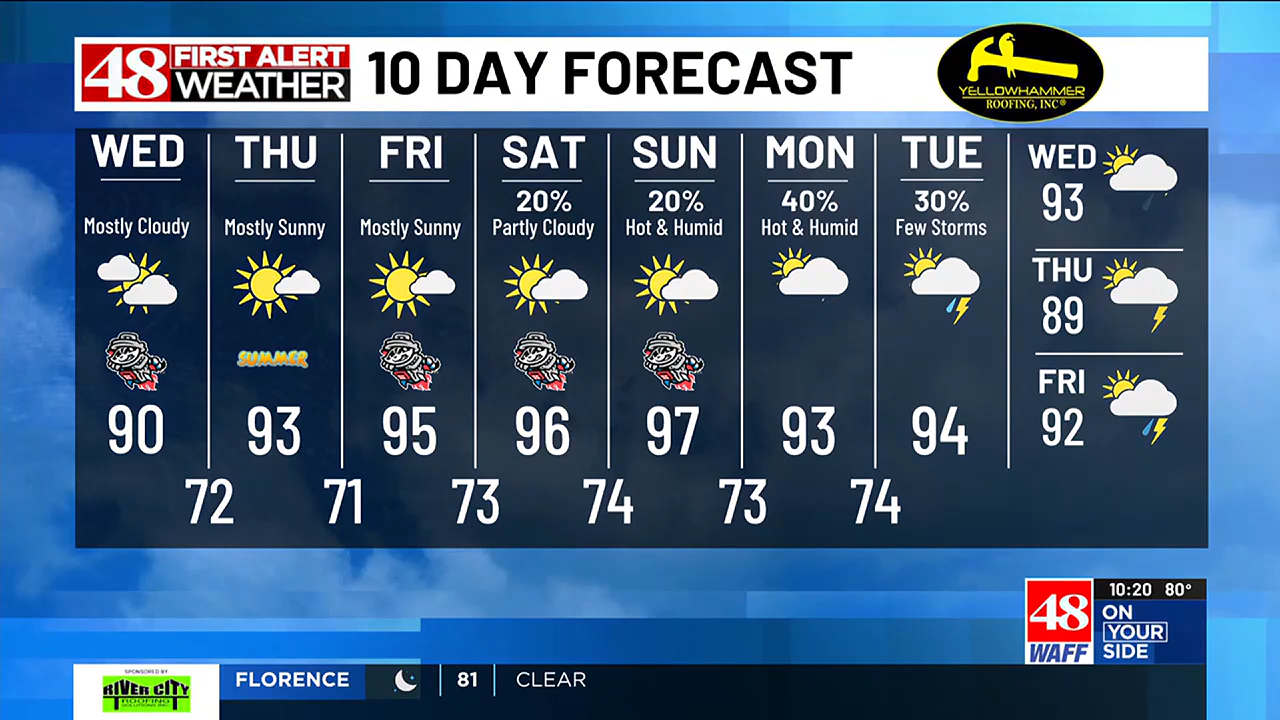 48 FIRST ALERT WEATHER
10 DAY FORECAST
YELLOWHAMMER
ROOFING, INC®
WED
Mostly Cloudy
90
THU
Mostly Sunny
SUMMER
93
FRI
Mostly Sunny
95
SAT
20%
Partly Cloudy
96
SUN
20%
Hot & Humid
97
MON
40%
Hot & Humid
93
TUE
30%
Few Storms
94
72 71 73 74 73 74
WED
93
THU
89
FRI
92
48
WAFF
10:20 80°
ON
YOUR
SIDE
SPONSORED BY
RIVER CITY
ROOFING
SOLUTIONS INC.
FLORENCE 81 CLEAR